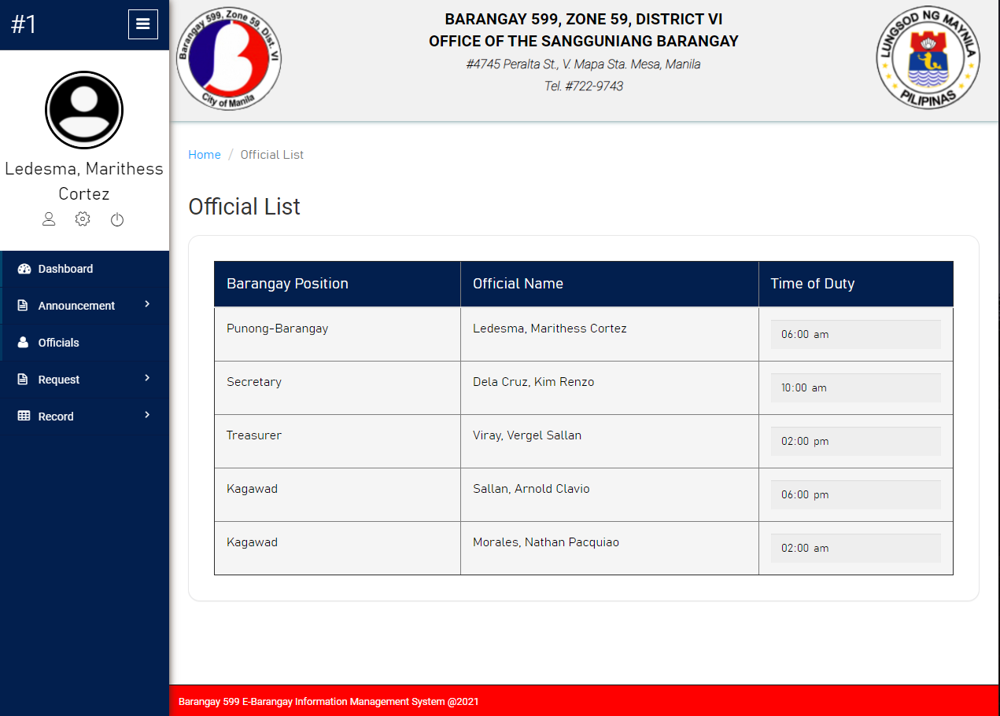 #1
Ledesma, Marithess
Cortez
Dashboard
Announcement
Officials
Request
Record
Barangay 599, Zone 59, Dist. VI
City of Manila
BARANGAY 599, ZONE 59, DISTRICT VI
OFFICE OF THE SANGGUNIANG BARANGAY
#4745 Peralta St., V. Mapa Sta. Mesa, Manila
Tel. #722-9743
LUNGSOD NG MAYNILA
PILIPINAS
Home / Official List
Official List
Barangay Position Official Name Time of Duty
Punong-Barangay Ledesma, Marithess Cortez 06:00 am
Secretary Dela Cruz, Kim Renzo 10:00 am
Treasurer Viray, Vergel Sallan 02:00 pm
Kagawad Sallan, Arnold Clavio 06:00 pm
Kagawad Morales, Nathan Pacquiao 02:00 am
Barangay 599 E-Barangay Information Management System @2021